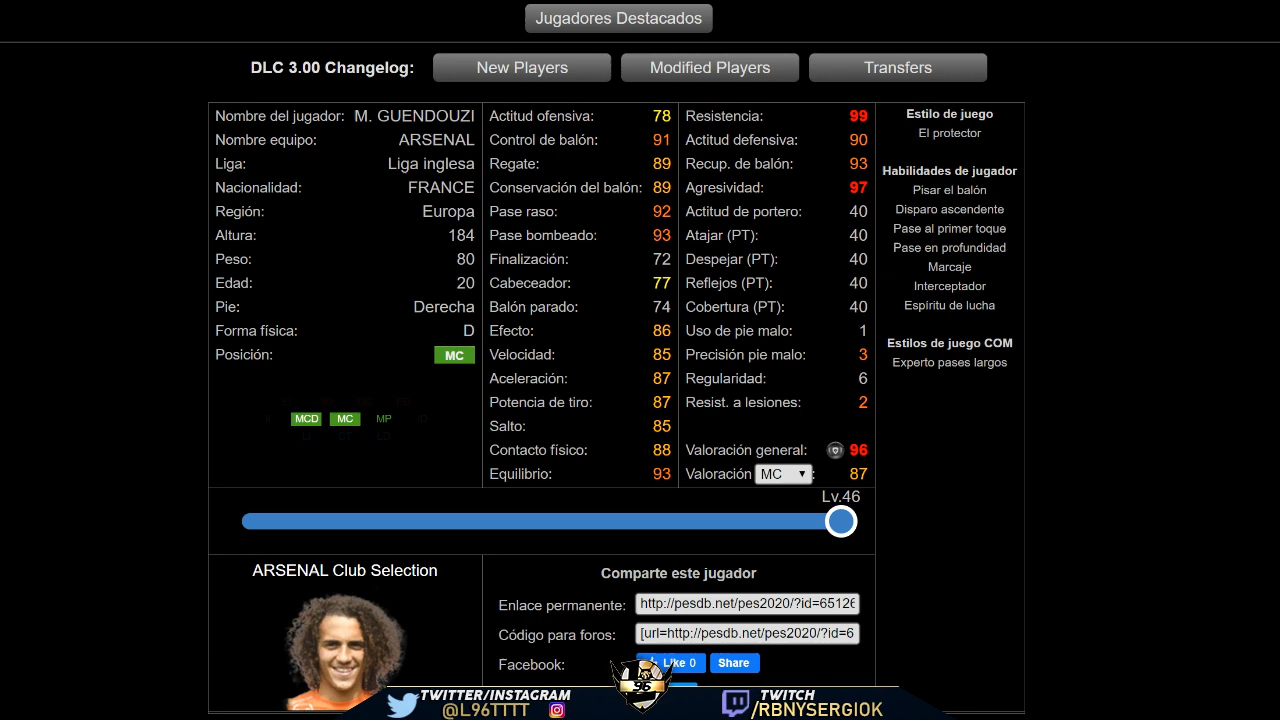 Jugadores Destacados
DLC 3.00 Changelog: New Players Modified Players Transfers
Nombre del jugador: M. GUENDOUZI
Nombre equipo: ARSENAL
Liga: Liga inglesa
Nacionalidad: FRANCE
Región: Europa
Altura: 184
Peso: 80
Edad: 20
Pie: Derecha
Forma física: D
Posición: MC
MCD MC MP
Actitud ofensiva: 78
Control de balón: 91
Regate: 89
Conservación del balón: 89
Pase raso: 92
Pase bombeado: 93
Finalización: 72
Cabeceador: 77
Balón parado: 74
Efecto: 86
Velocidad: 85
Aceleración: 87
Potencia de tiro: 87
Salto: 85
Contacto físico: 88
Equilibrio: 93
Resistencia: 99
Actitud defensiva: 90
Recup. de balón: 93
Agresividad: 97
Actitud de portero: 40
Atajar (PT): 40
Despejar (PT): 40
Reflejos (PT): 40
Cobertura (PT): 40
Uso de pie malo: 1
Precisión pie malo: 3
Regularidad: 6
Resist. a lesiones: 2
Valoración general: 96
Valoración MC : 87
Estilo de juego
El protector
Habilidades de jugador
Pisar el balón
Disparo ascendente
Pase al primer toque
Pase en profundidad
Marcaje
Interceptador
Espíritu de lucha
Estilos de juego COM
Experto pases largos
Lv.46
ARSENAL Club Selection
Comparte este jugador
Enlace permanente: http://pesdb.net/pes2020/?id=65126
Código para foros: [url=http://pesdb.net/pes2020/?id=6
Facebook: Like 0 Share
TWITTER/INSTAGRAM
@L96TTTT
TWITCH
/RBNYSERGIOK